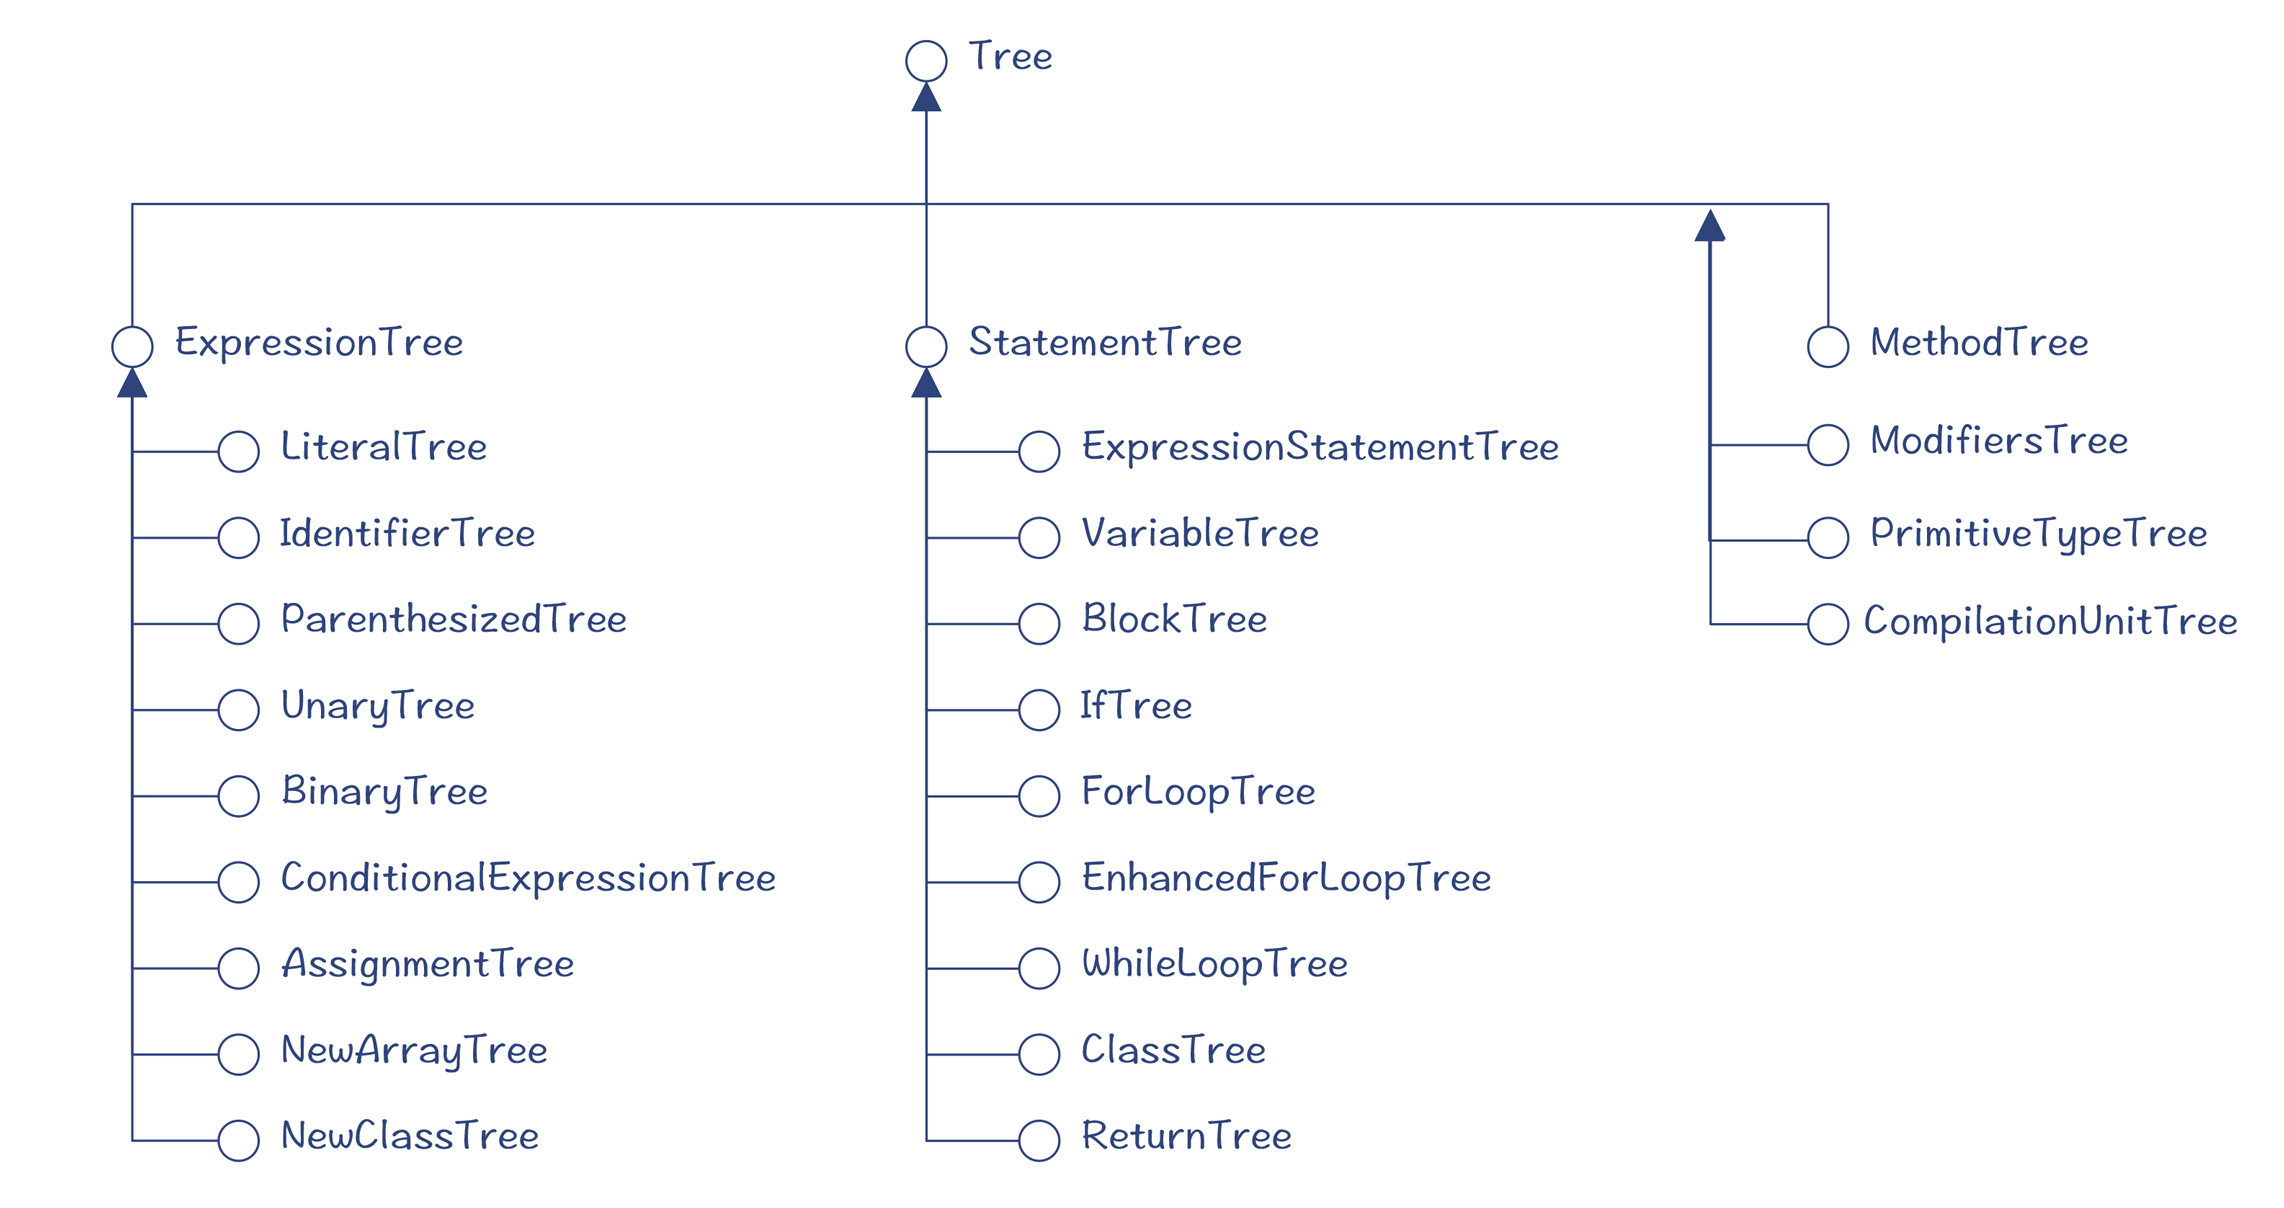 Tree
ExpressionTree
LiteralTree
IdentifierTree
ParenthesizedTree
UnaryTree
BinaryTree
ConditionalExpressionTree
AssignmentTree
NewArrayTree
NewClassTree
StatementTree
ExpressionStatementTree
VariableTree
BlockTree
IfTree
ForLoopTree
EnhancedForLoopTree
WhileLoopTree
ClassTree
ReturnTree
MethodTree
ModifiersTree
PrimitiveTypeTree
CompilationUnitTree